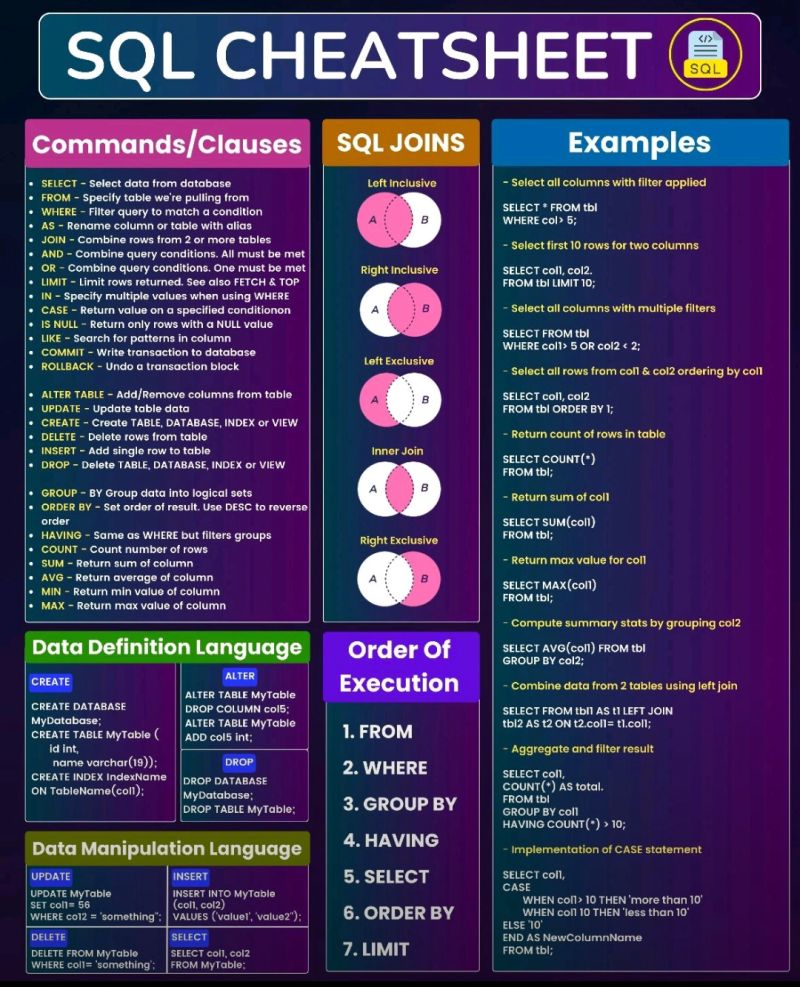 SQL CHEATSHEET
</>
SQL
Commands/Clauses
• SELECT - Select data from database
• FROM - Specify table we're pulling from
• WHERE - Filter query to match a condition
• AS - Rename column or table with alias
• JOIN - Combine rows from 2 or more tables
• AND - Combine query conditions. All must be met
• OR - Combine query conditions. One must be met
• LIMIT - Limit rows returned. See also FETCH & TOP
• IN - Specify multiple values when using WHERE
• CASE - Return value on a specified conditionon
• IS NULL - Return only rows with a NULL value
• LIKE - Search for patterns in column
• COMMIT - Write transaction to database
• ROLLBACK - Undo a transaction block
• ALTER TABLE - Add/Remove columns from table
• UPDATE - Update table data
• CREATE - Create TABLE, DATABASE, INDEX or VIEW
• DELETE - Delete rows from table
• INSERT - Add single row to table
• DROP - Delete TABLE, DATABASE, INDEX or VIEW
• GROUP - BY Group data into logical sets
• ORDER BY - Set order of result. Use DESC to reverse
order
• HAVING - Same as WHERE but filters groups
• COUNT - Count number of rows
• SUM - Return sum of column
• AVG - Return average of column
• MIN - Return min value of column
• MAX - Return max value of column
SQL JOINS
Left Inclusive
A B
Right Inclusive
A B
Left Exclusive
A B
Inner Join
A B
Right Exclusive
A B
Examples
- Select all columns with filter applied
SELECT * FROM tbl
WHERE col> 5;
- Select first 10 rows for two columns
SELECT col1, col2.
FROM tbl LIMIT 10;
- Select all columns with multiple filters
SELECT FROM tbl
WHERE col1> 5 OR col2 < 2;
- Select all rows from col1 & col2 ordering by col1
SELECT col1, col2
FROM tbl ORDER BY 1;
- Return count of rows in table
SELECT COUNT(*)
FROM tbl;
- Return sum of col1
SELECT SUM(col1)
FROM tbl;
- Return max value for col1
SELECT MAX(col1)
FROM tbl;
- Compute summary stats by grouping col2
SELECT AVG(col1) FROM tbl
GROUP BY col2;
- Combine data from 2 tables using left join
SELECT FROM tbl1 AS t1 LEFT JOIN
tbl2 AS t2 ON t2.col1= t1.col1;
- Aggregate and filter result
SELECT col1,
COUNT(*) AS total.
FROM tbl
GROUP BY col1
HAVING COUNT(*) > 10;
- Implementation of CASE statement
SELECT col1,
CASE
WHEN col1> 10 THEN 'more than 10'
WHEN col1 10 THEN 'less than 10'
ELSE '10'
END AS NewColumnName
FROM tbl;
Data Definition Language
CREATE
CREATE DATABASE
MyDatabase;
CREATE TABLE MyTable (
id int,
name varchar(19));
CREATE INDEX IndexName
ON TableName(col1);
ALTER
ALTER TABLE MyTable
DROP COLUMN col5;
ALTER TABLE MyTable
ADD col5 int;
DROP
DROP DATABASE
MyDatabase;
DROP TABLE MyTable;
Order Of
Execution
1. FROM
2. WHERE
3. GROUP BY
4. HAVING
5. SELECT
6. ORDER BY
7. LIMIT
Data Manipulation Language
UPDATE
UPDATE MyTable
SET col1= 56
WHERE co12 = 'something";
INSERT
INSERT INTO MyTable
(col1, col2)
VALUES ('value1', 'value2");
DELETE
DELETE FROM MyTable
WHERE col1= 'something';
SELECT
SELECT col1, col2
FROM MyTable;